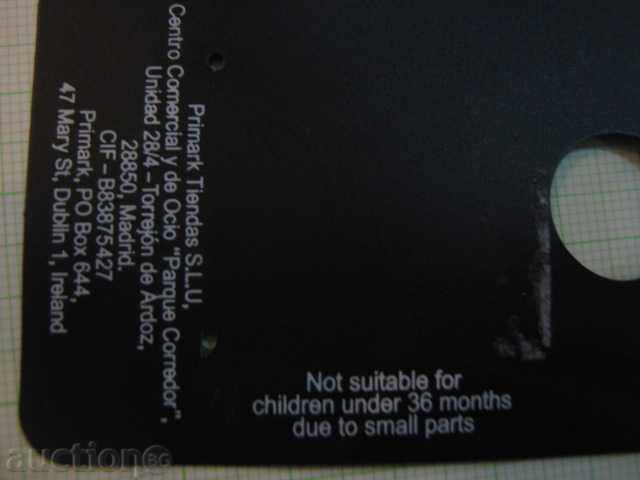 Primark Tiendas S.L.U,
Centro Comercial y de Ocio "Parque Corredor",
Unidad 28/4 – Torrejón de Ardoz,
28850, Madrid.
CIF – B83875427
Primark, PO Box 644,
47 Mary St, Dublin 1, Ireland
Not suitable for
children under 36 months
due to small parts
auction BG